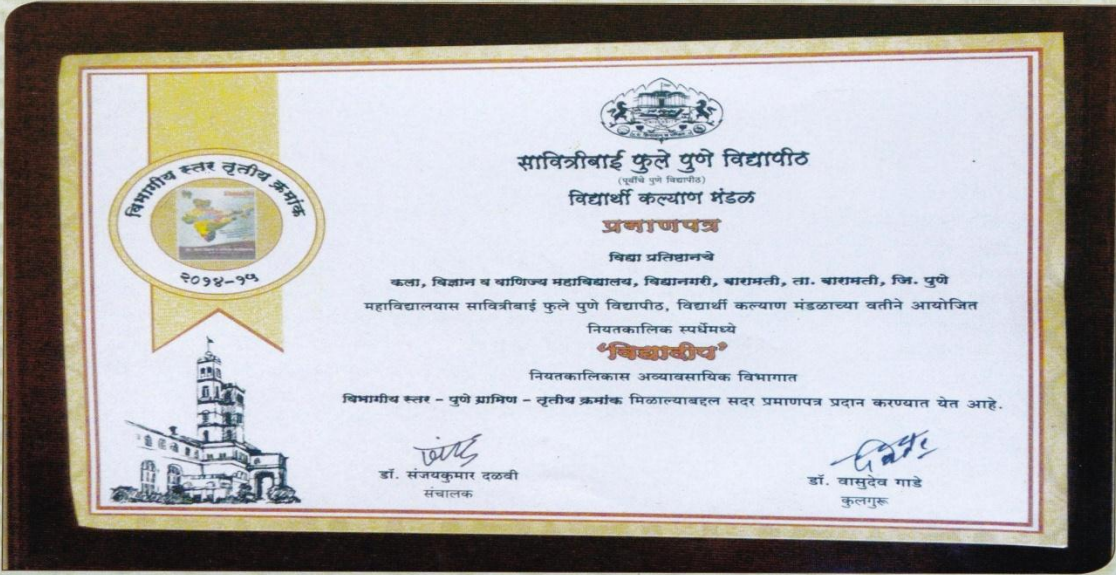 विभागीय स्तर तृतीय क्रमांक
२०१४-१५
सावित्रीबाई फुले पुणे विद्यापीठ
(पूर्वीचे पुणे विद्यापीठ)
विद्यार्थी कल्याण मंडळ
प्रमाणपत्र
विद्या प्रतिष्ठानचे
कला, विज्ञान व वाणिज्य महाविद्यालय, विद्यानगरी, बारामती, ता. बारामती, जि. पुणे
महाविद्यालयास सावित्रीबाई फुले पुणे विद्यापीठ, विद्यार्थी कल्याण मंडळाच्या वतीने आयोजित
नियतकालिक स्पर्धेमध्ये
‘विद्यादीप’
नियतकालिकास अव्यावसायिक विभागात
विभागीय स्तर - पुणे ग्रामिण - तृतीय क्रमांक मिळाल्याबद्दल सदर प्रमाणपत्र प्रदान करण्यात येत आहे.
डॉ. संजयकुमार दळवी
संचालक
डॉ. वासुदेव गाडे
कुलगुरू